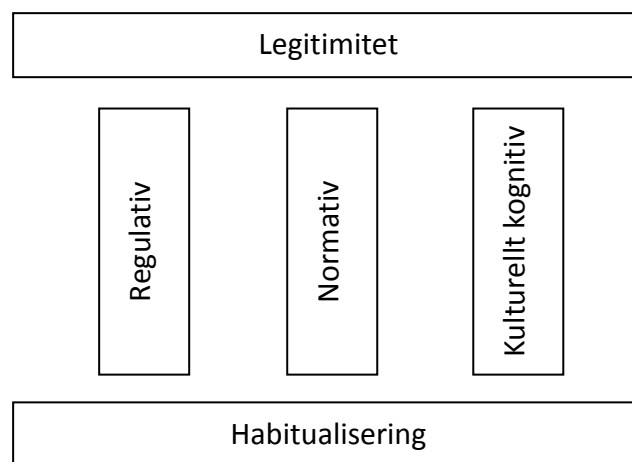 Legitimitet
Regulativ
Normativ
Kulturellt kognitiv
Habitualisering